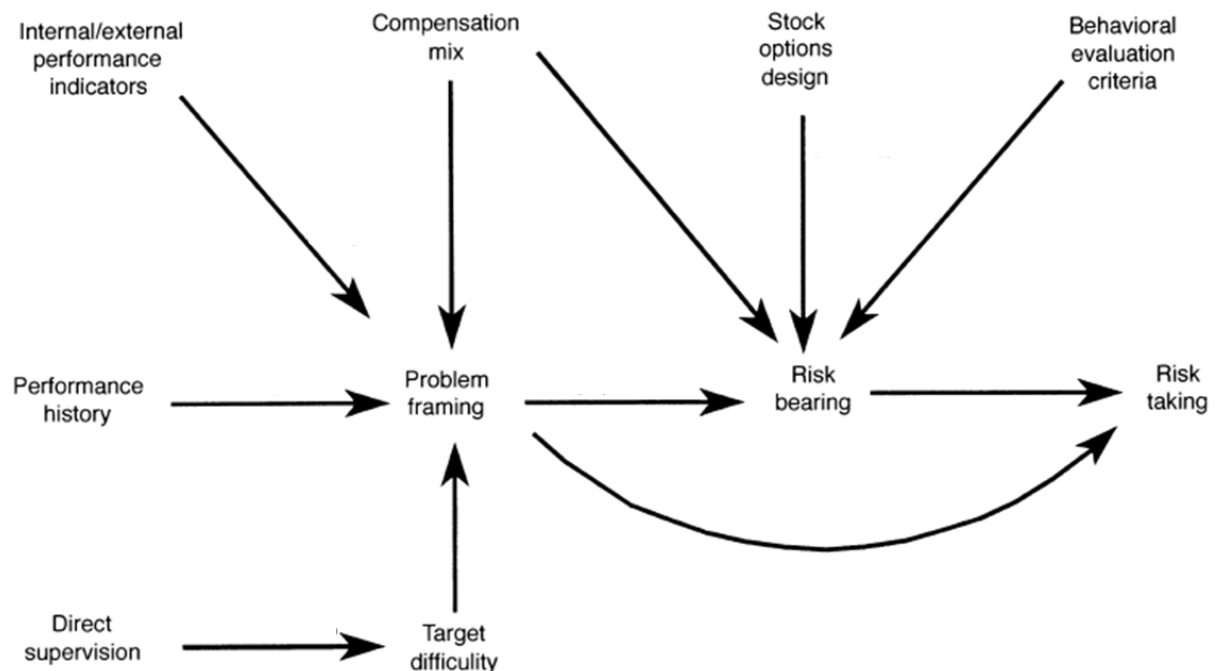 Internal/external
performance
indicators
Compensation
mix
Stock
options
design
Behavioral
evaluation
criteria
Performance
history
Problem
framing
Risk
bearing
Risk
taking
Direct
supervision
Target
difficulity